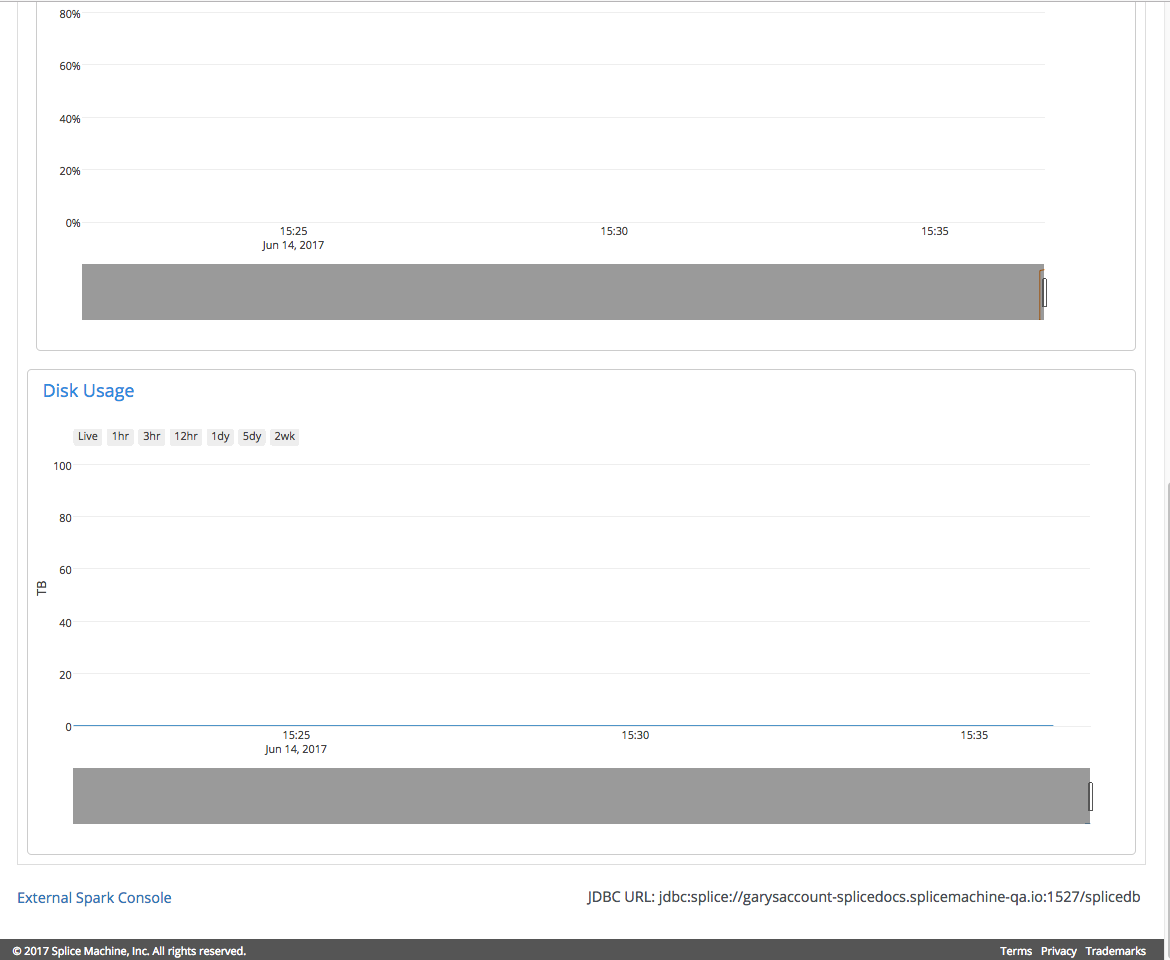 80%
60%
40%
20%
0%
15:25 15:30 15:35
Jun 14, 2017
Disk Usage
Live 1hr 3hr 12hr 1dy 5dy 2wk
100
80
60
TB
40
20
0
15:25 15:30 15:35
Jun 14, 2017
External Spark Console JDBC URL: jdbc:splice://garysaccount-splicedocs.splicemachine-qa.io:1527/splicedb
© 2017 Splice Machine, Inc. All rights reserved. Terms Privacy Trademarks